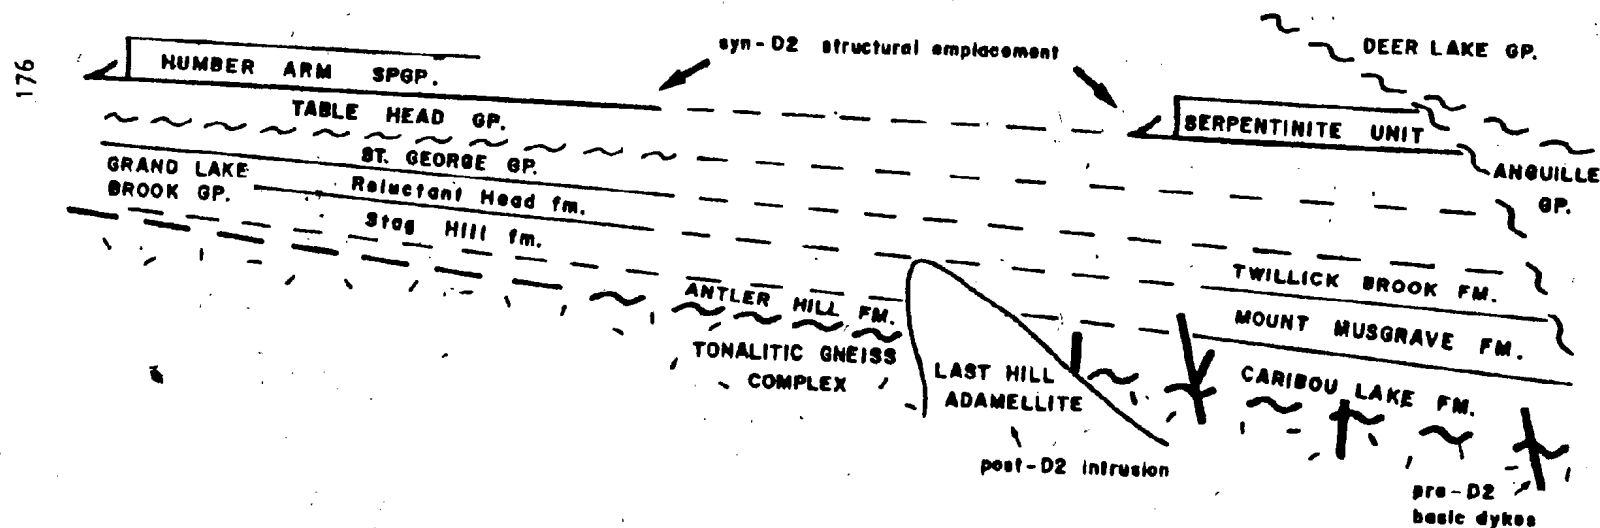 176
syn-D2 structural emplacement
DEER LAKE GP.
HUMBER ARM SPGP.
TABLE HEAD GP.
SERPENTINITE UNIT
ANGUILLE
GP.
GRAND LAKE
BROOK GP.
ST. GEORGE GP.
Reluctant Head fm.
Stag Hill fm.
TWILLICK BROOK FM.
ANTLER HILL FM.
MOUNT MUSGRAVE FM.
TONALITIC GNEISS
COMPLEX
LAST HILL
ADAMELLITE
CARIBOU LAKE FM.
post-D2 intrusion
pre-D2
basic dykes